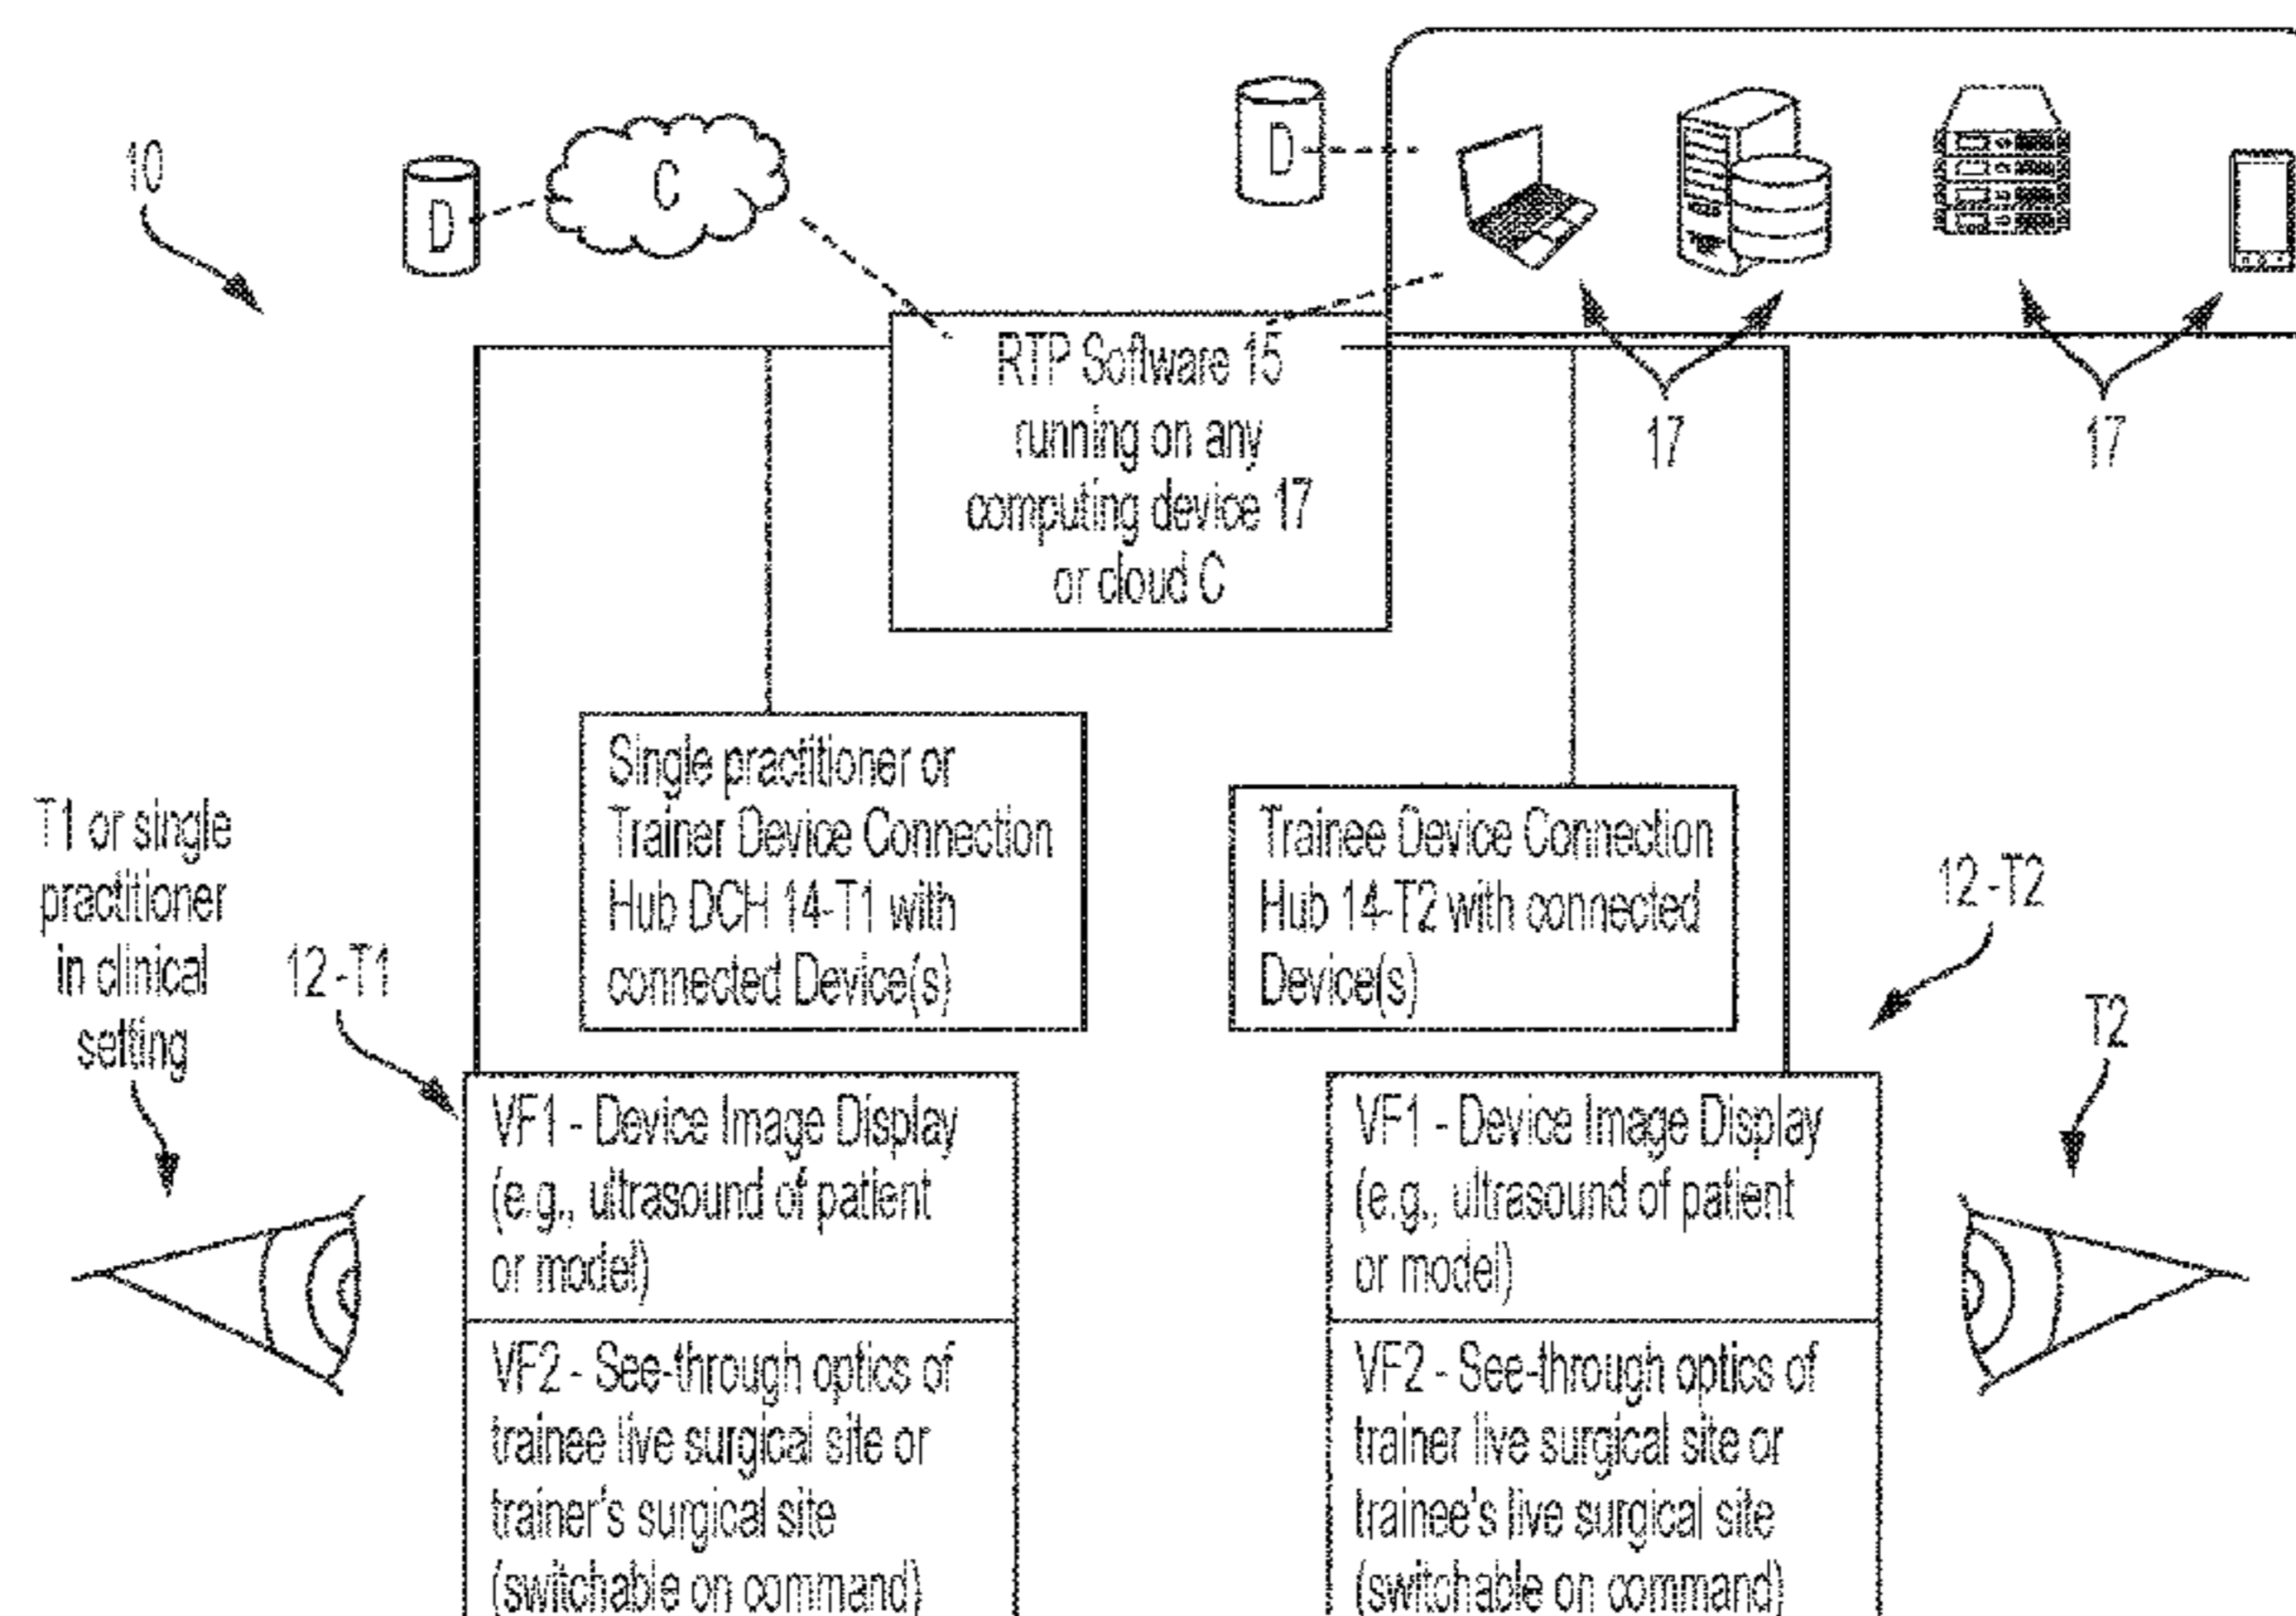 10
D
C
D
17
17
RTP Software 15
running on any
computing device 17
or cloud C
Single practitioner or
Trainer Device Connection
Hub DCH 14-T1 with
connected Device(s)
Trainee Device Connection
Hub 14-T2 with connected
Device(s)
T1 or single
practitioner
in clinical
setting
12-T1
12-T2
T2
VF1 - Device Image Display
(e.g., ultrasound of patient
or model)
VF2 - See-through optics of
trainee live surgical site or
trainer's surgical site
(switchable on command)
VF1 - Device Image Display
(e.g., ultrasound of patient
or model)
VF2 - See-through optics of
trainer live surgical site or
trainee's live surgical site
(switchable on command)